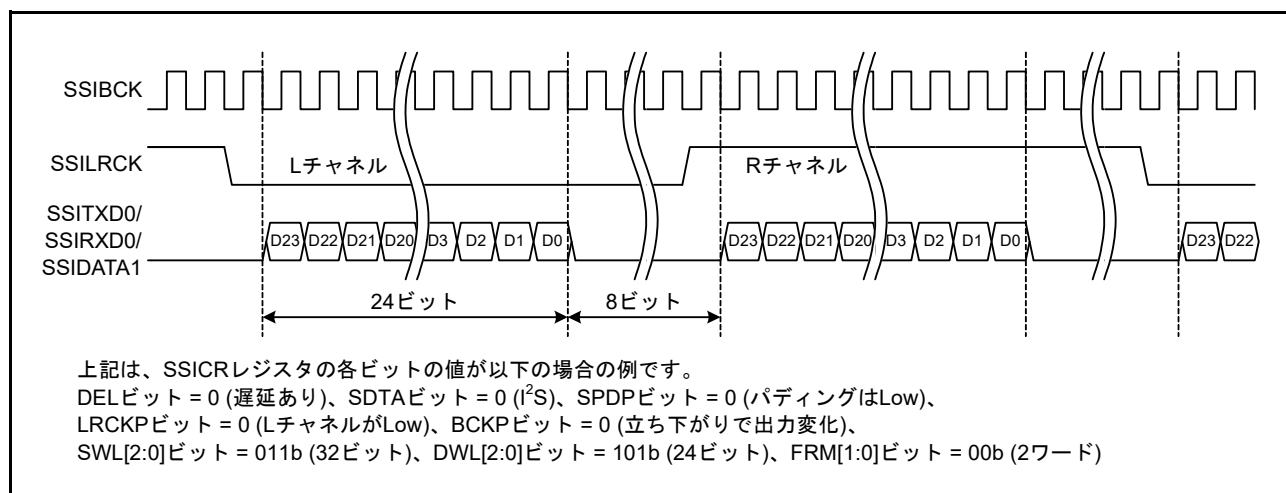 SSIBCK
SSILRCK
Lチャネル
Rチャネル
SSITXD0/
SSIRXD0/
SSIDATA1
D23 D22 D21 D20 D3 D2 D1 D0 D23 D22 D21 D20 D3 D2 D1 D0 D23 D22
24ビット
8ビット
上記は、SSICRレジスタの各ビットの値が以下の場合の例です。
DELビット = 0 (遅延あり)、SDTAビット = 0 (I²S)、SPDPビット = 0 (パディングはLow)、
LRCKPビット = 0 (LチャネルがLow)、BCKPビット = 0 (立ち下がりで出力変化)、
SWL[2:0]ビット = 011b (32ビット)、DWL[2:0]ビット = 101b (24ビット)、FRM[1:0]ビット = 00b (2ワード)